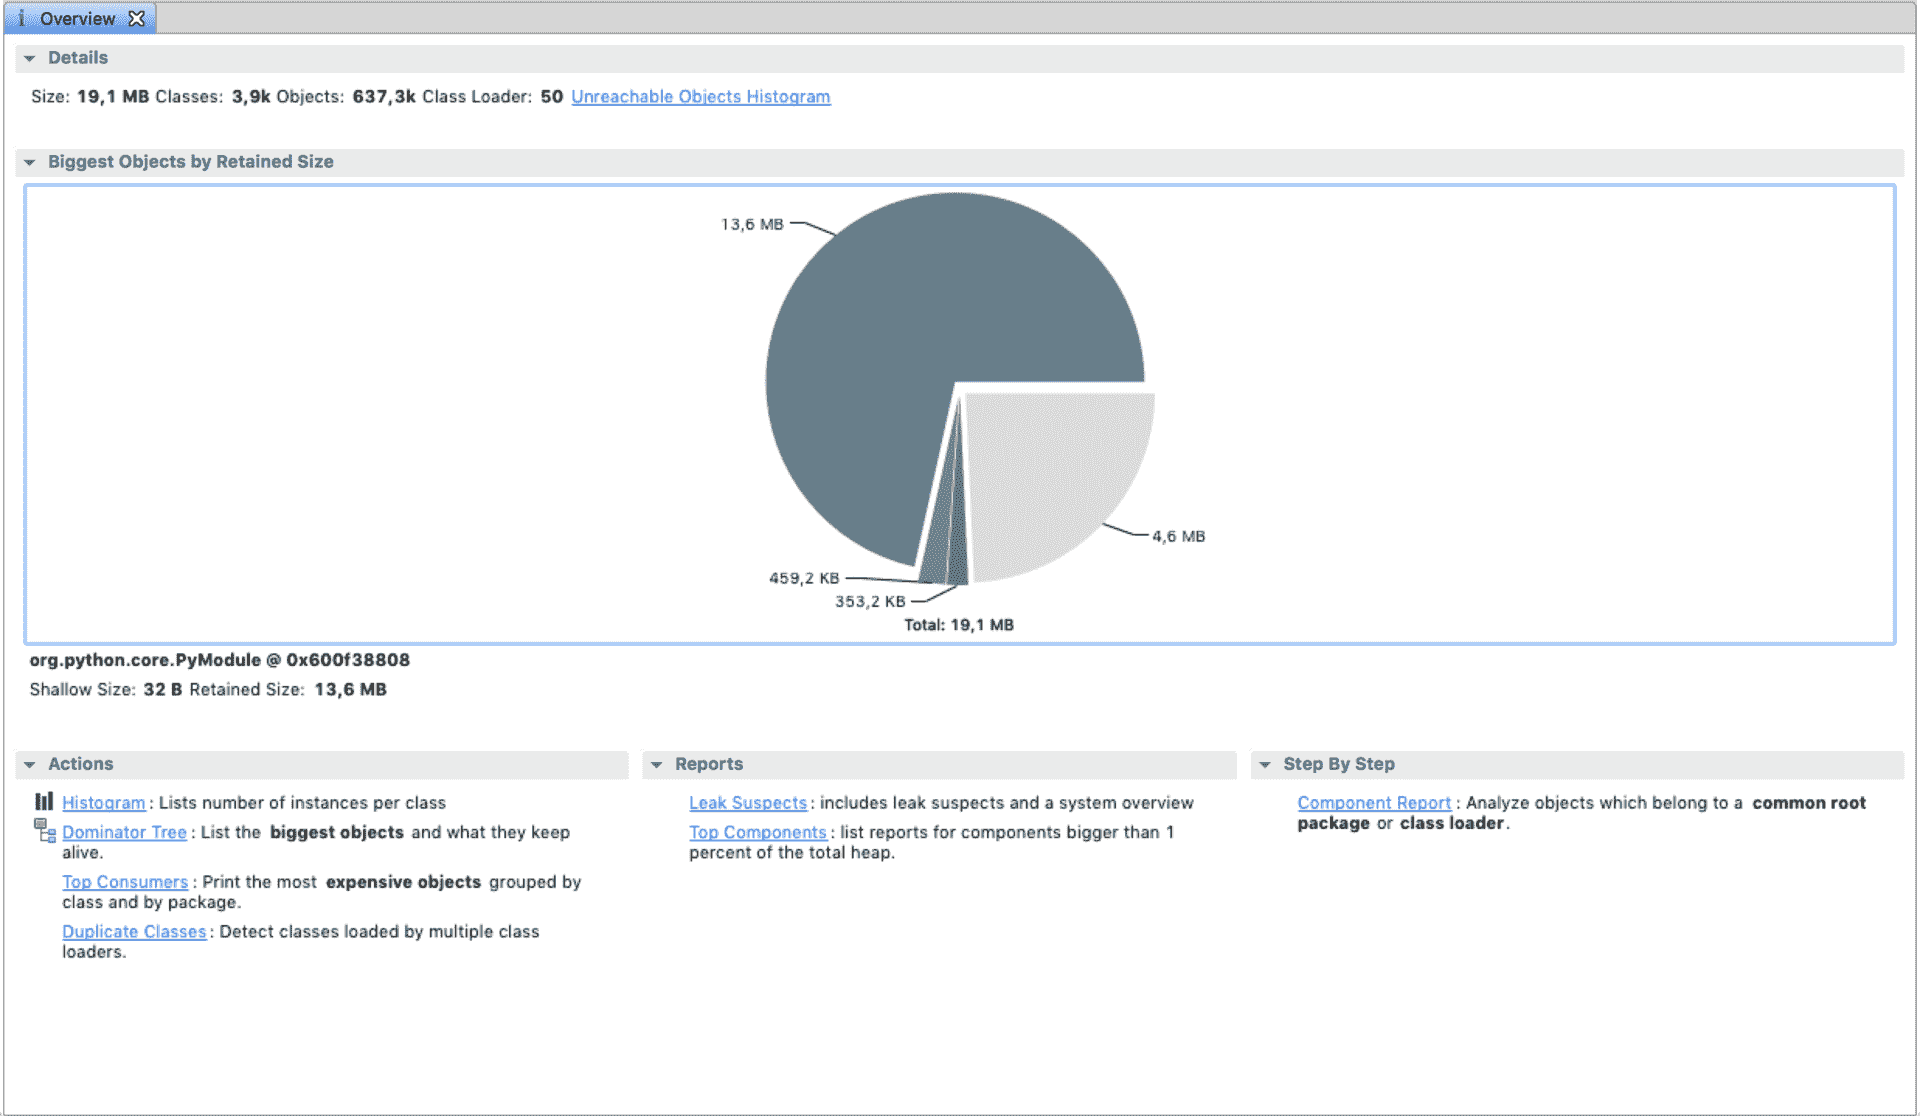 Overview
Details
Size: 19,1 MB Classes: 3,9k Objects: 637,3k Class Loader: 50 Unreachable Objects Histogram
Biggest Objects by Retained Size
13,6 MB
4,6 MB
459,2 KB
353,2 KB
Total: 19,1 MB
org.python.core.PyModule @ 0x600f38808
Shallow Size: 32 B Retained Size: 13,6 MB
Actions
Histogram: Lists number of instances per class
Dominator Tree: List the biggest objects and what they keep
alive.
Top Consumers: Print the most expensive objects grouped by
class and by package.
Duplicate Classes: Detect classes loaded by multiple class
loaders.
Reports
Leak Suspects: includes leak suspects and a system overview
Top Components: list reports for components bigger than 1
percent of the total heap.
Step By Step
Component Report: Analyze objects which belong to a common root
package or class loader.